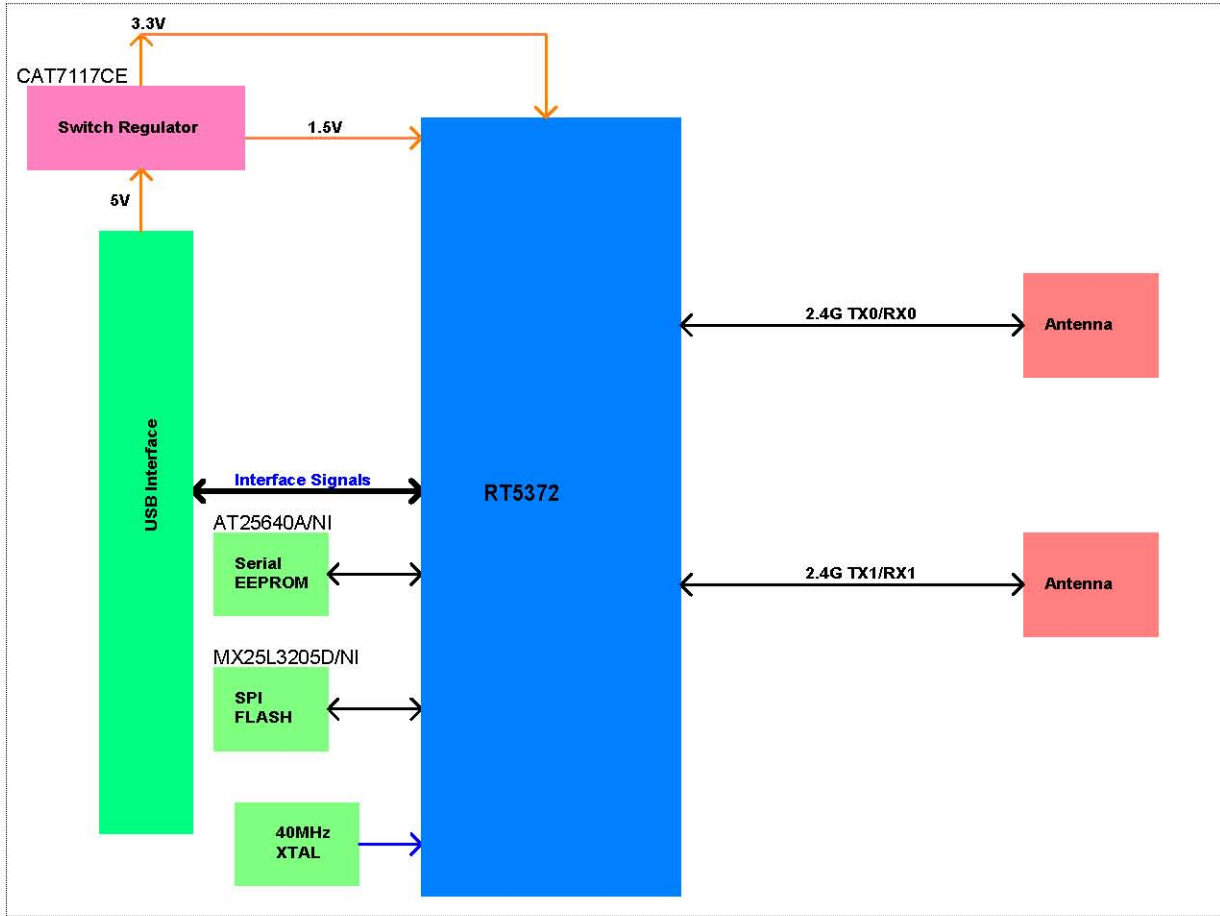 3.3V
CAT7117CE
Switch Regulator
1.5V
5V
2.4G TX0/RX0
Antenna
USB Interface
Interface Signals
RT5372
AT25640A/NI
Serial
EEPROM
2.4G TX1/RX1
Antenna
MX25L3205D/NI
SPI
FLASH
40MHz
XTAL